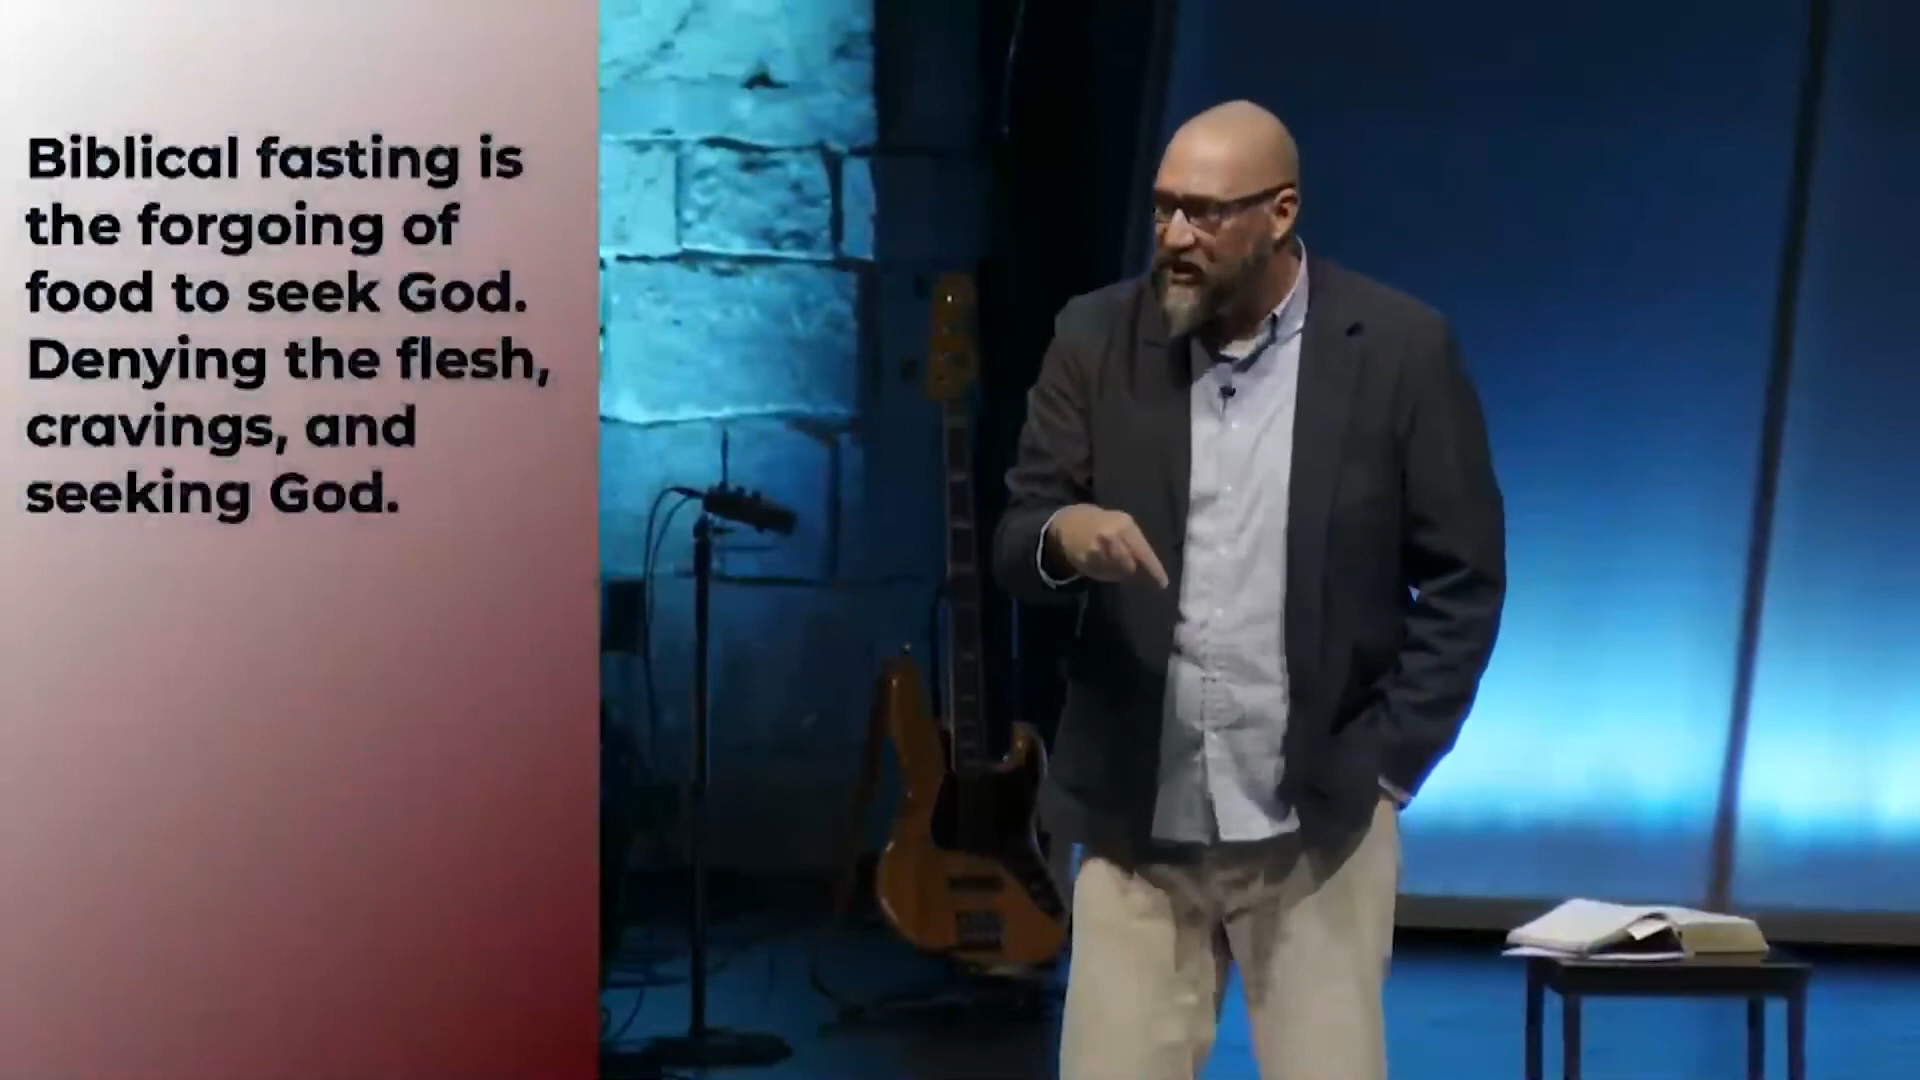 Biblical fasting is
the forgoing of
food to seek God.
Denying the flesh,
cravings, and
seeking God.